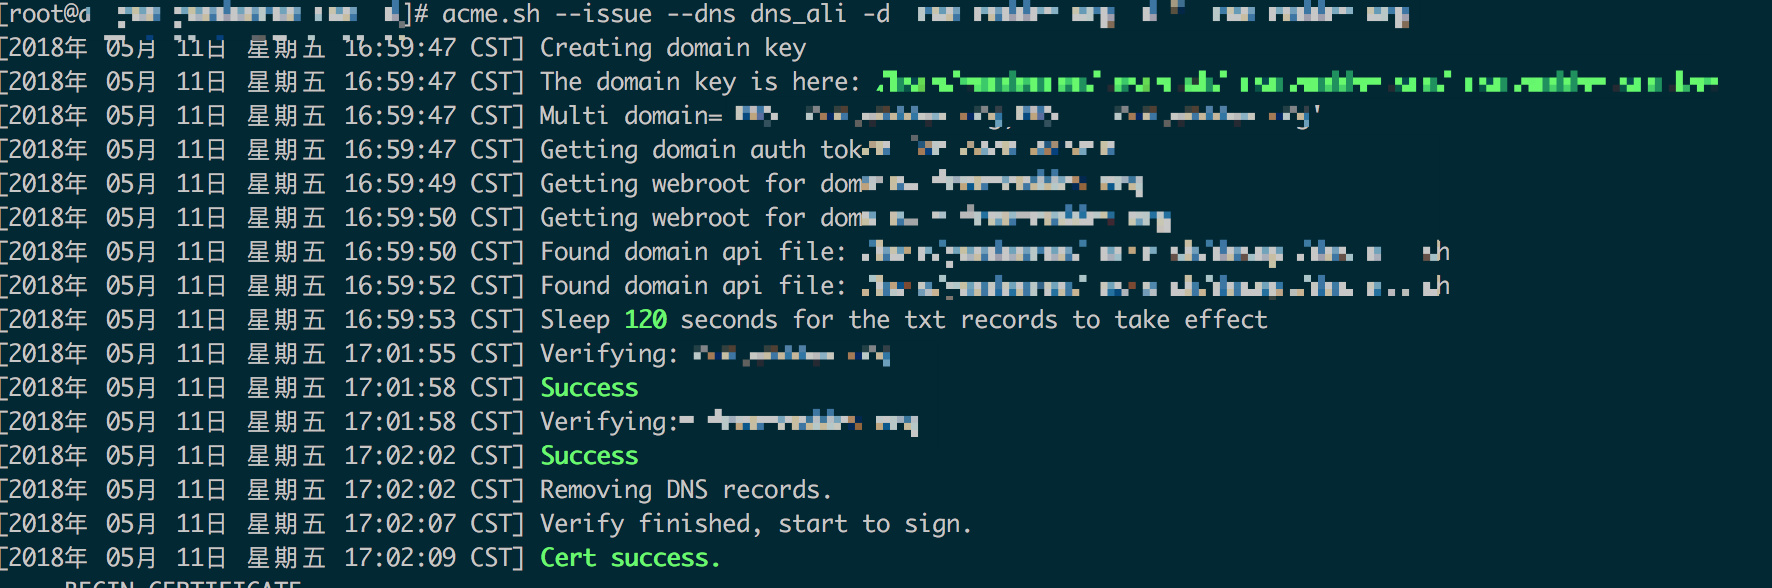 [root@a ]# acme.sh --issue --dns dns_ali -d
[2018年 05月 11日 星期五 16:59:47 CST] Creating domain key
[2018年 05月 11日 星期五 16:59:47 CST] The domain key is here:
[2018年 05月 11日 星期五 16:59:47 CST] Multi domain=
[2018年 05月 11日 星期五 16:59:47 CST] Getting domain auth tok
[2018年 05月 11日 星期五 16:59:49 CST] Getting webroot for dom
[2018年 05月 11日 星期五 16:59:50 CST] Getting webroot for dom
[2018年 05月 11日 星期五 16:59:50 CST] Found domain api file:
[2018年 05月 11日 星期五 16:59:52 CST] Found domain api file:
[2018年 05月 11日 星期五 16:59:53 CST] Sleep 120 seconds for the txt records to take effect
[2018年 05月 11日 星期五 17:01:55 CST] Verifying:
[2018年 05月 11日 星期五 17:01:58 CST] Success
[2018年 05月 11日 星期五 17:01:58 CST] Verifying:
[2018年 05月 11日 星期五 17:02:02 CST] Success
[2018年 05月 11日 星期五 17:02:02 CST] Removing DNS records.
[2018年 05月 11日 星期五 17:02:07 CST] Verify finished, start to sign.
[2018年 05月 11日 星期五 17:02:09 CST] Cert success.
BEGIN CERTIFICATE